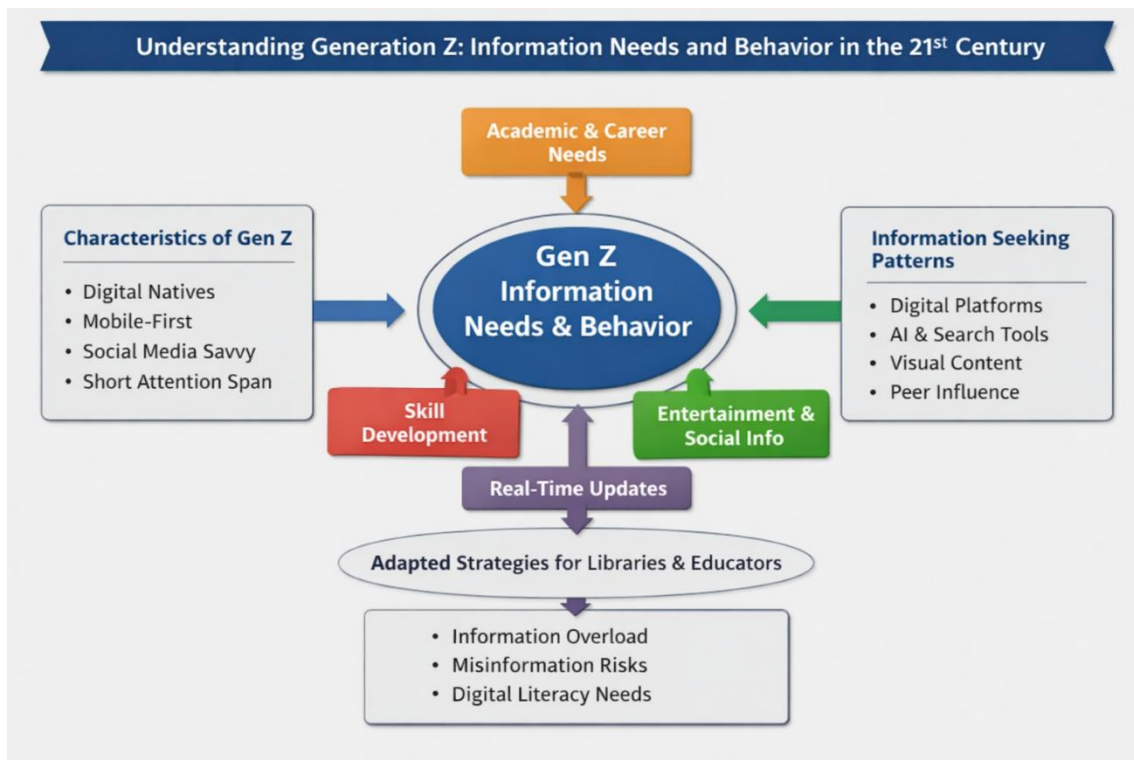 Understanding Generation Z: Information Needs and Behavior in the 21st Century
Academic & Career
Needs
Characteristics of Gen Z
• Digital Natives
• Mobile-First
• Social Media Savvy
• Short Attention Span
Gen Z
Information
Needs & Behavior
Information Seeking
Patterns
• Digital Platforms
• AI & Search Tools
• Visual Content
• Peer Influence
Skill
Development
Entertainment &
Social Info
Real-Time Updates
Adapted Strategies for Libraries & Educators
• Information Overload
• Misinformation Risks
• Digital Literacy Needs